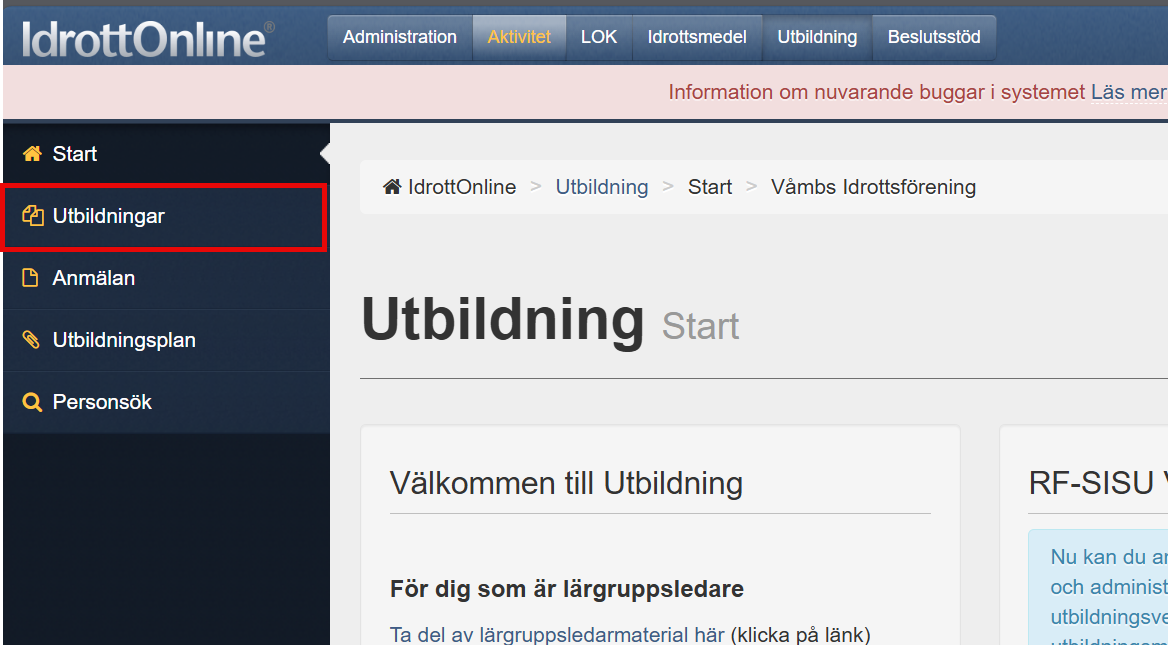 IdrottOnline®
Administration Aktivitet LOK Idrottsmedel Utbildning Beslutsstöd
Information om nuvarande buggar i systemet Läs mer
Start
Utbildningar
Anmälan
Utbildningsplan
Personsök
IdrottOnline > Utbildning > Start > Våmbs Idrottsförening
Utbildning Start
Välkommen till Utbildning
För dig som är lärgruppsledare
Ta del av lärgruppsledarmaterial här (klicka på länk)
RF-SISU
Nu kan du
och administ
utbildningsve